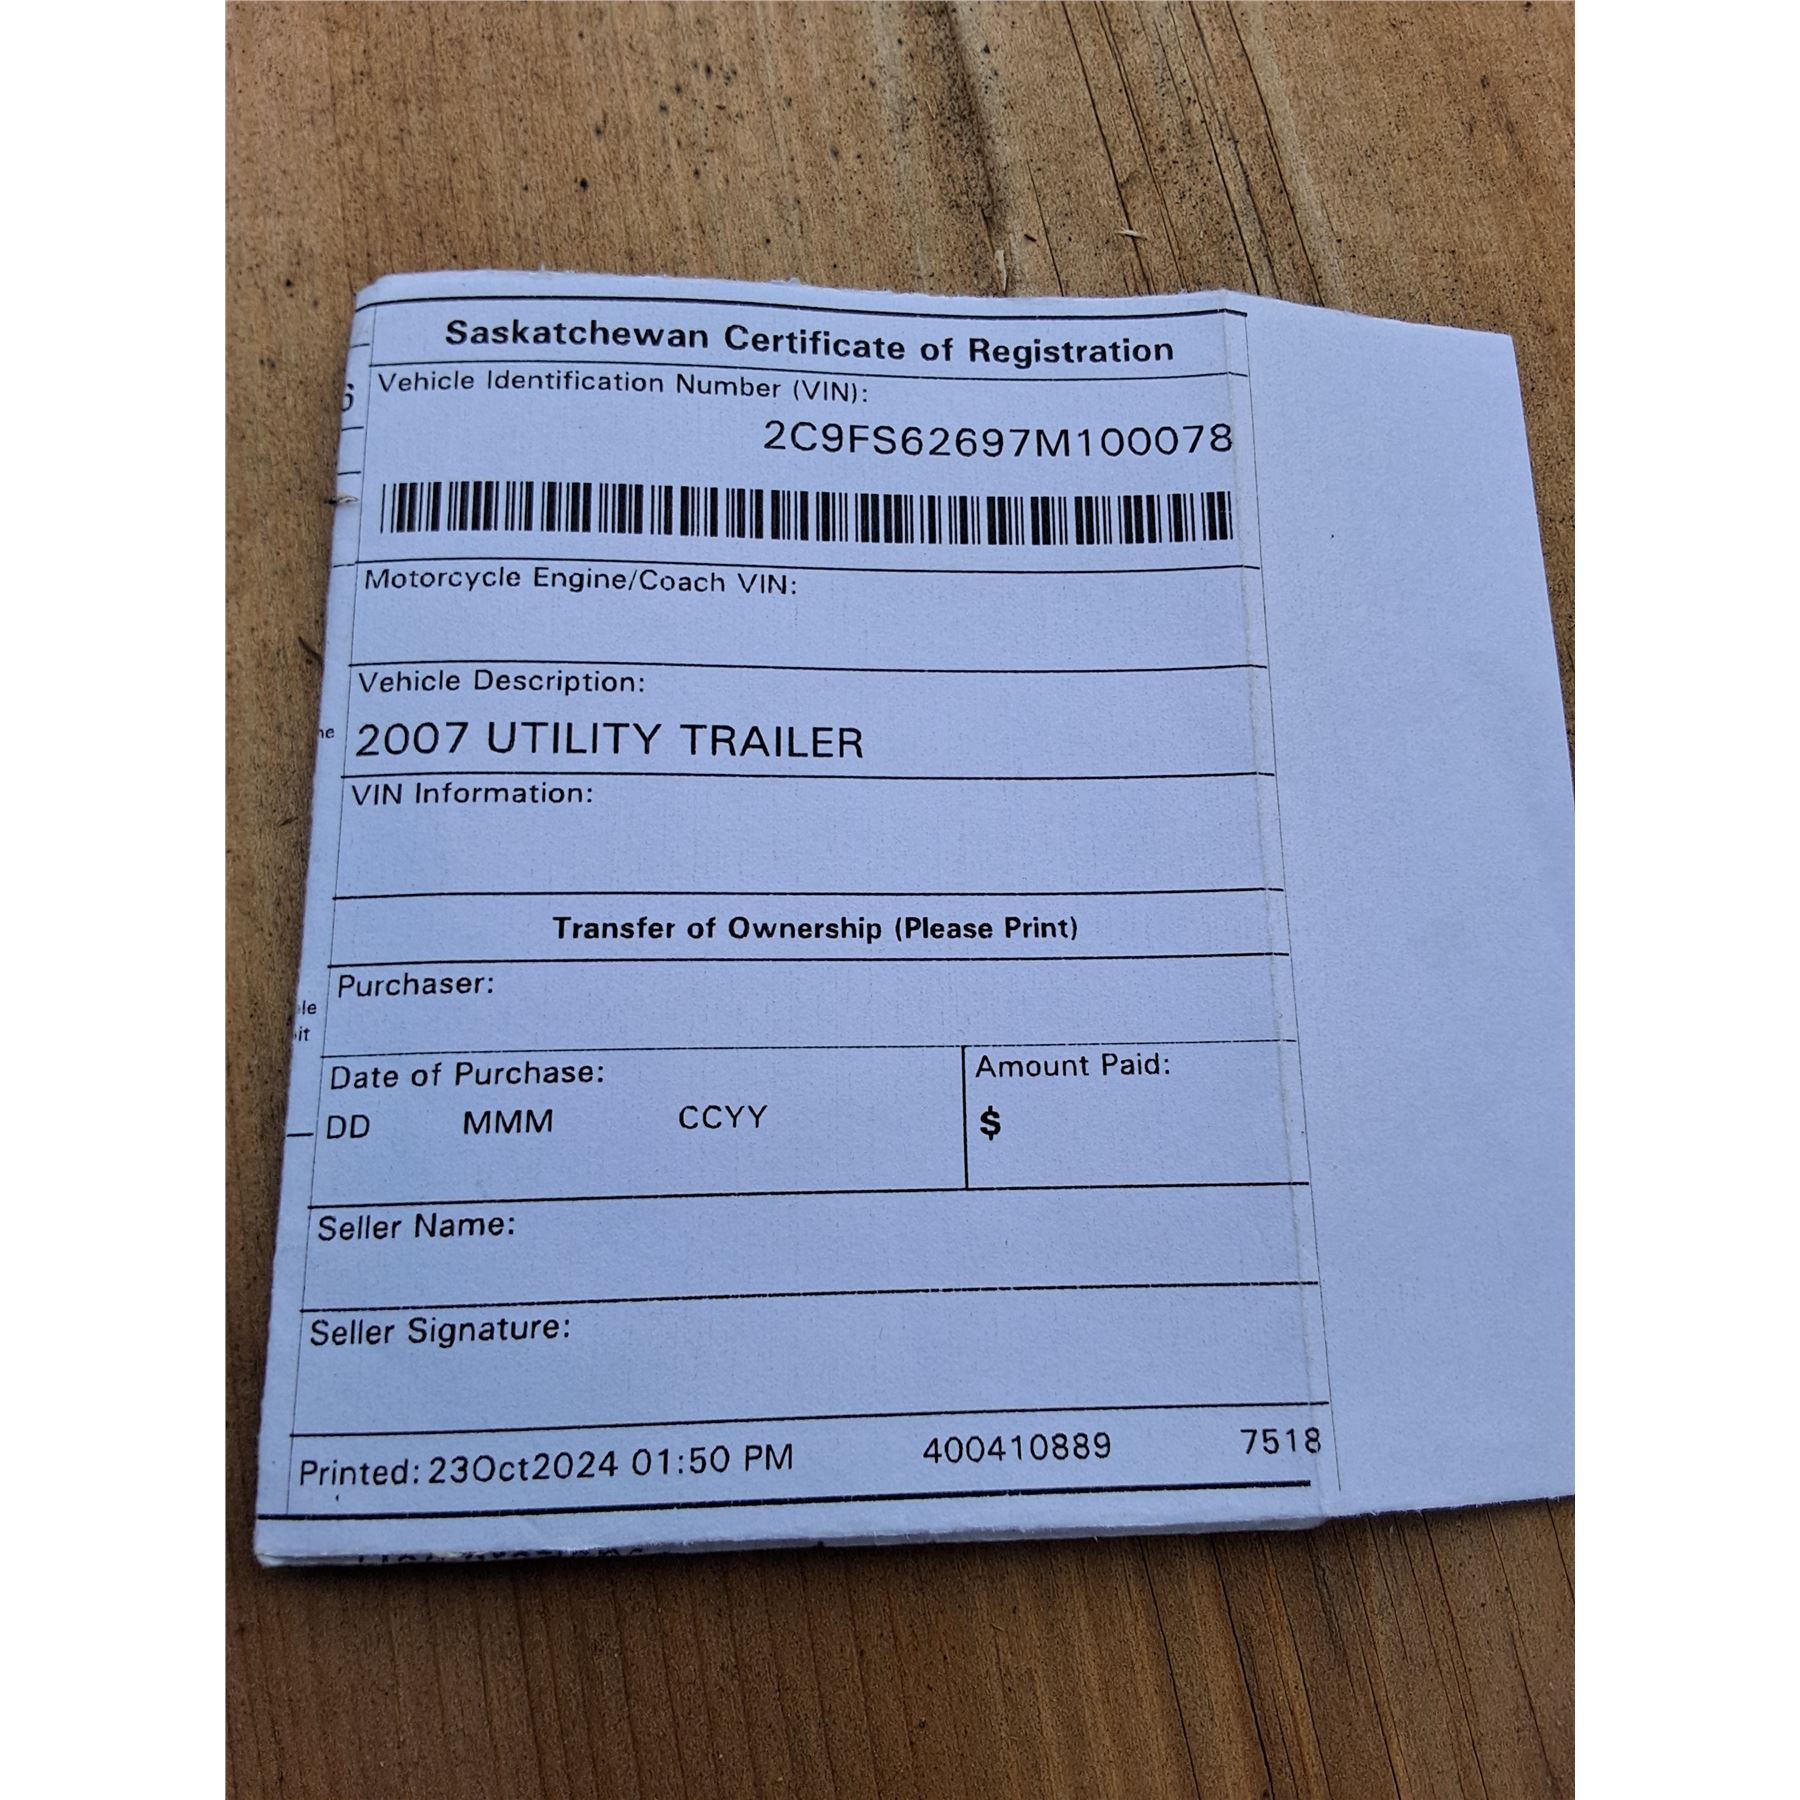 Saskatchewan Certificate of Registration
Vehicle Identification Number (VIN):
2C9FS62697M100078
Motorcycle Engine/Coach VIN:
Vehicle Description:
2007 UTILITY TRAILER
VIN Information:
Transfer of Ownership (Please Print)
Purchaser:
Date of Purchase:
Amount Paid:
DD MMM CCYY
$
Seller Name:
Seller Signature:
Printed: 23Oct2024 01:50 PM 400410889 7518